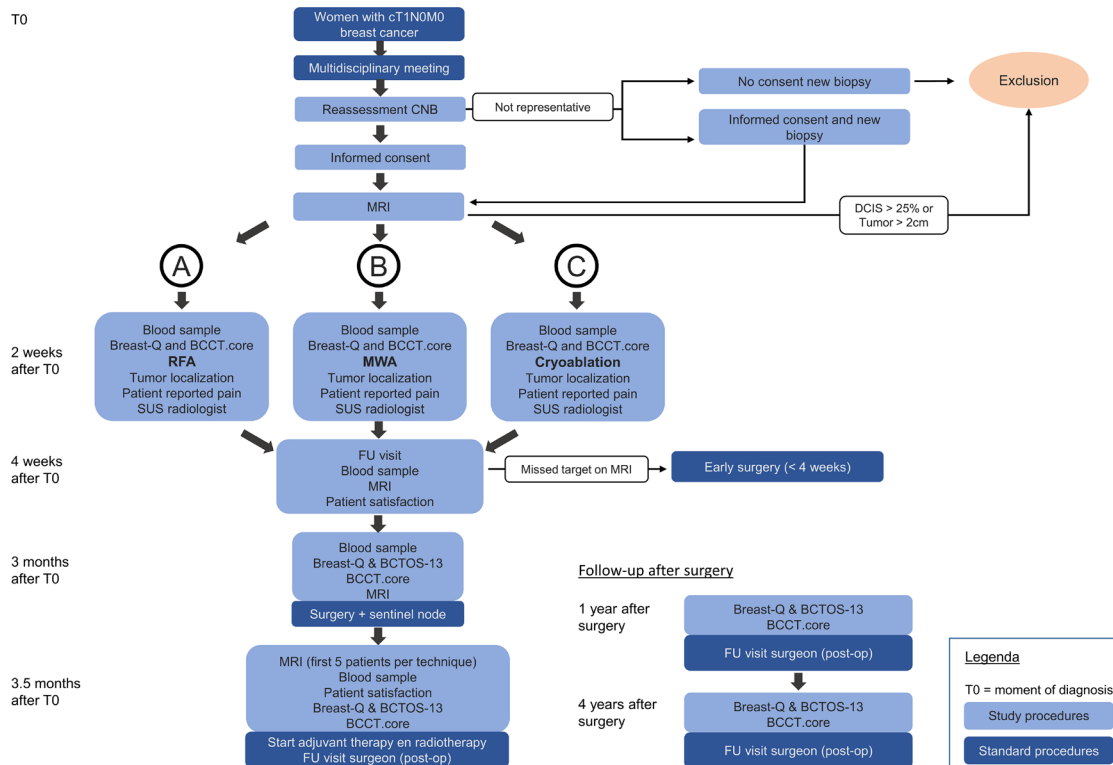 T0
Women with cT1N0M0
breast cancer
Multidisciplinary meeting
Reassessment CNB
Not representative
No consent new biopsy
Exclusion
Informed consent and new
biopsy
Informed consent
MRI
DCIS > 25% or
Tumor > 2cm
A
B
C
2 weeks
after T0
Blood sample
Breast-Q and BCCT.core
RFA
Tumor localization
Patient reported pain
SUS radiologist
Blood sample
Breast-Q and BCCT.core
MWA
Tumor localization
Patient reported pain
SUS radiologist
Blood sample
Breast-Q and BCCT.core
Cryoablation
Tumor localization
Patient reported pain
SUS radiologist
4 weeks
after T0
FU visit
Blood sample
MRI
Patient satisfaction
Missed target on MRI
Early surgery (< 4 weeks)
3 months
after T0
Blood sample
Breast-Q & BCTOS-13
BCCT.core
MRI
Surgery + sentinel node
3.5 months
after T0
MRI (first 5 patients per technique)
Blood sample
Patient satisfaction
Breast-Q & BCTOS-13
BCCT.core
Start adjuvant therapy en radiotherapy
FU visit surgeon (post-op)
Follow-up after surgery
1 year after
surgery
Breast-Q & BCTOS-13
BCCT.core
FU visit surgeon (post-op)
4 years after
surgery
Breast-Q & BCTOS-13
BCCT.core
FU visit surgeon (post-op)
Legenda
T0 = moment of diagnosis
Study procedures
Standard procedures